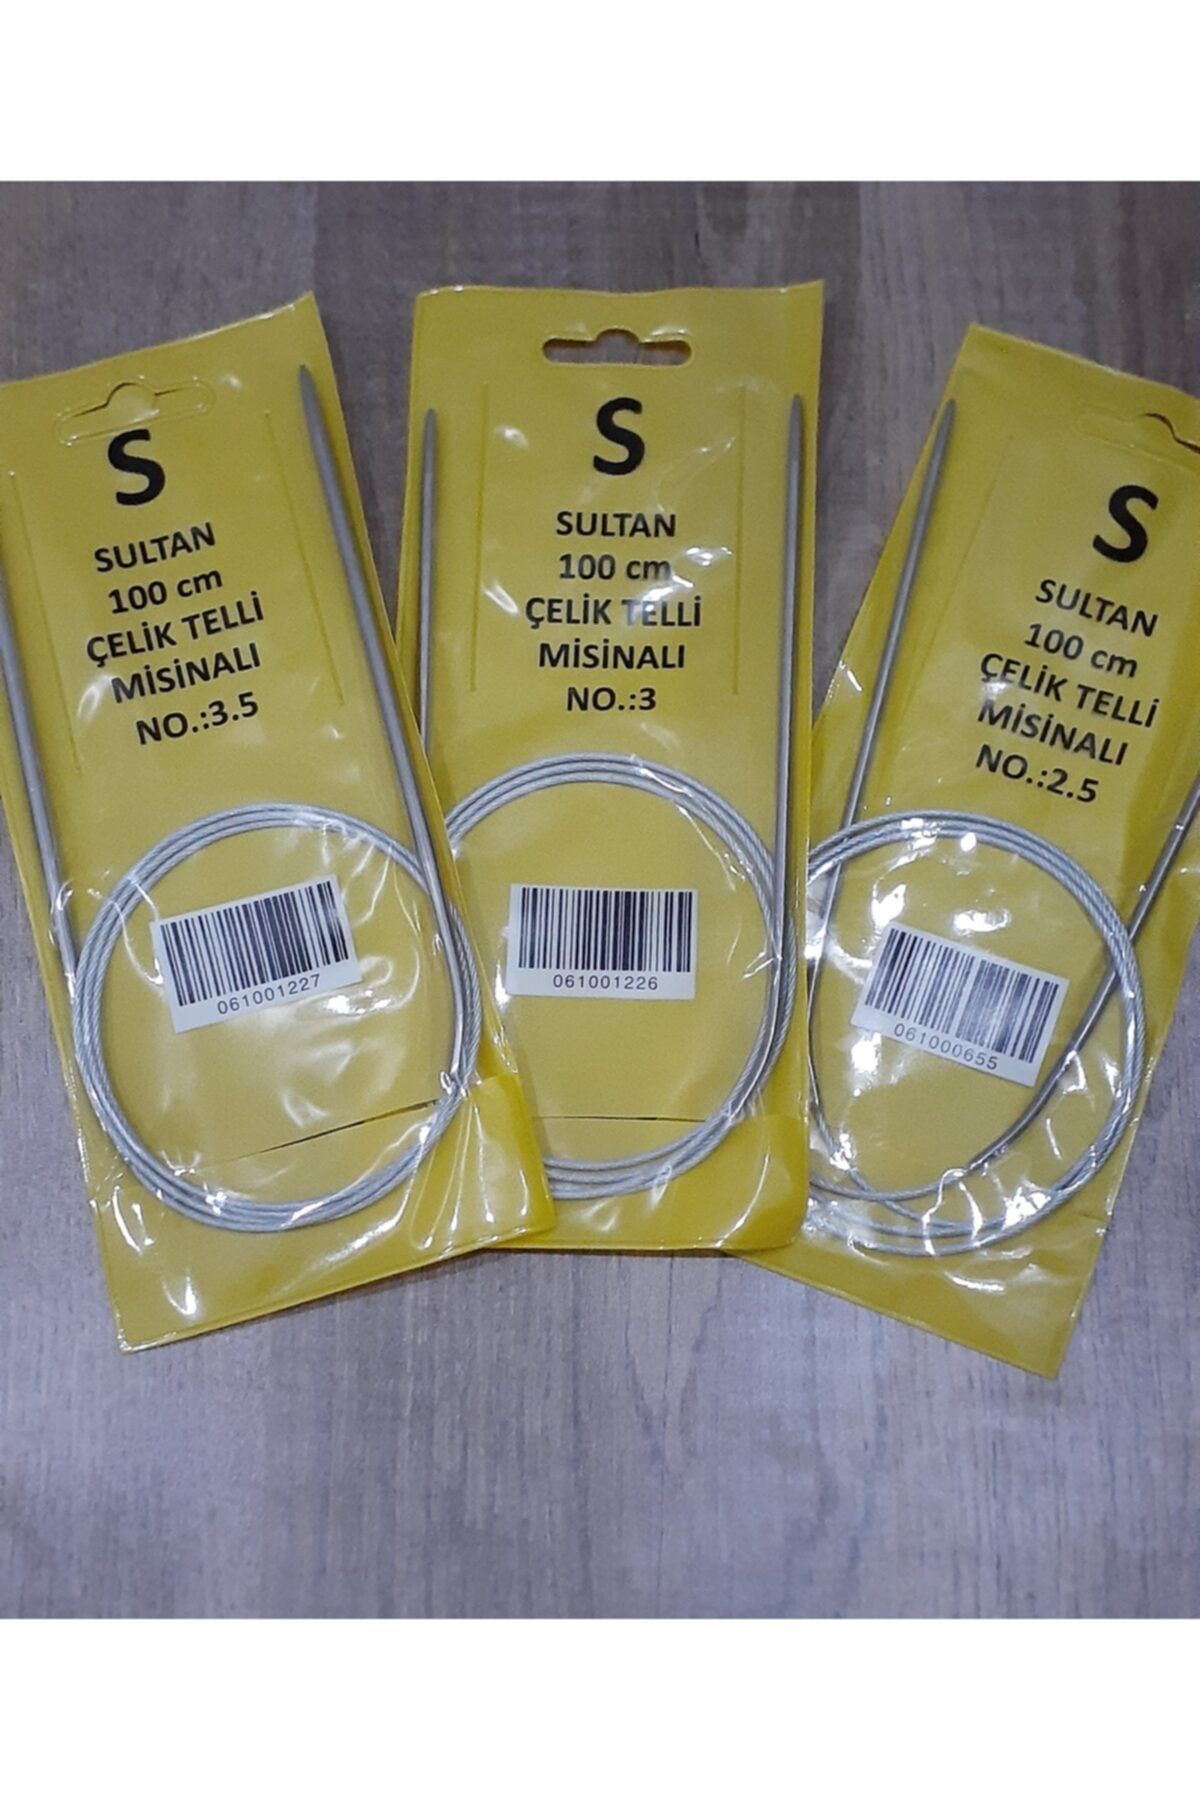 S
SULTAN
100 cm
ÇELİK TELLİ
MİSİNALI
NO.:3.5
061001227
S
SULTAN
100 cm
ÇELİK TELLİ
MİSİNALI
NO.:3
061001226
S
SULTAN
100 cm
ÇELİK TELLİ
MİSİNALI
NO.:2.5
061000655